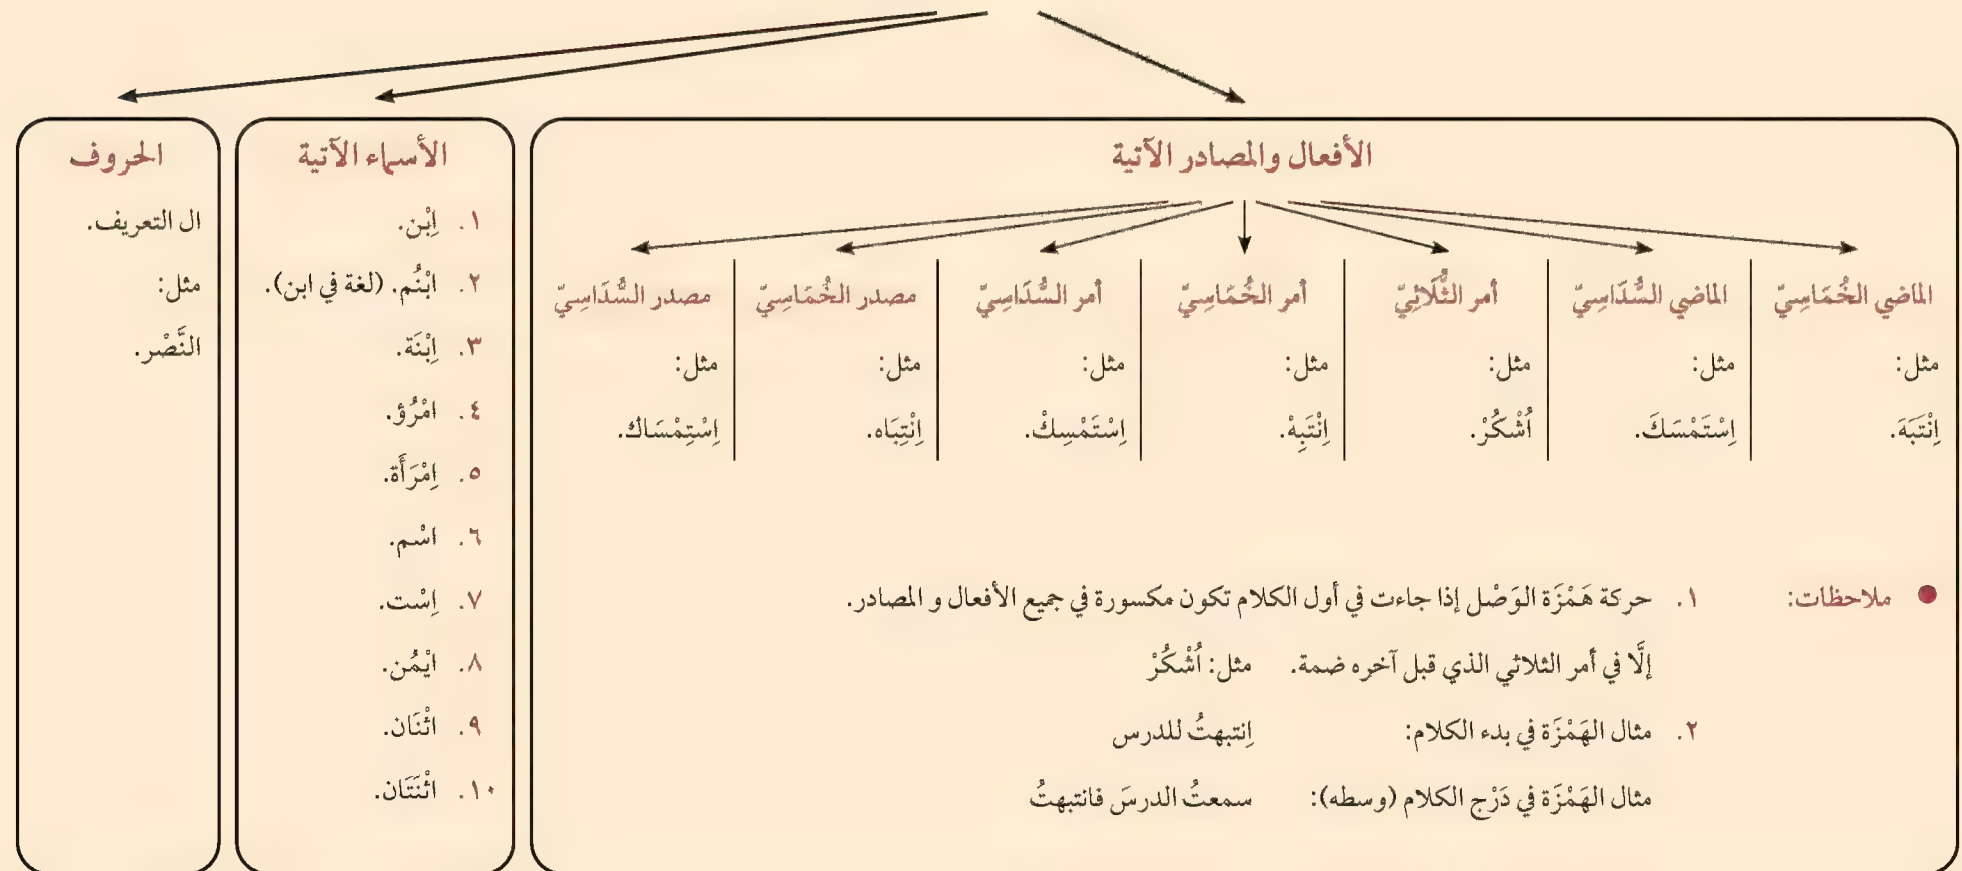 الأفعال والمصادر الآتية
الماضي الخُمَاسِيّ
مثل:
اِنْتَبَهَ.
الماضي السُّدَاسِيّ
مثل:
اِسْتَمْسَكَ.
أمر الثُّلَاثِيّ
مثل:
اُشْكُرْ.
أمر الخُمَاسِيّ
مثل:
اِنْتَبِهْ.
أمر السُّدَاسِيّ
مثل:
اِسْتَمْسِكْ.
مصدر الخُمَاسِيّ
مثل:
اِنْتِبَاه.
مصدر السُّدَاسِيّ
مثل:
اِسْتِمْسَاك.
● ملاحظات: ١. حركة هَمْزَة الوَصْل إذا جاءت في أول الكلام تكون مكسورة في جميع الأفعال و المصادر.
إلَّا في أمر الثلاثي الذي قبل آخره ضمة. مثل: اُشْكُرْ
٢. مثال الهَمْزَة في بدء الكلام: اِنتبهتُ للدرس
مثال الهَمْزَة في دَرْج الكلام (وسطه): سمعتُ الدرسَ فانتبهتُ
الأسماء الآتية
١. اِبْن.
٢. ابْنُم. (لغة في ابن).
٣. اِبْنَة.
٤. امْرُؤ.
٥. اِمْرَأَة.
٦. اسْم.
٧. اِسْت.
٨. ايْمُن.
٩. اثْنَان.
١٠. اثْنَتَان.
الحروف
ال التعريف.
مثل:
النَّصْر.